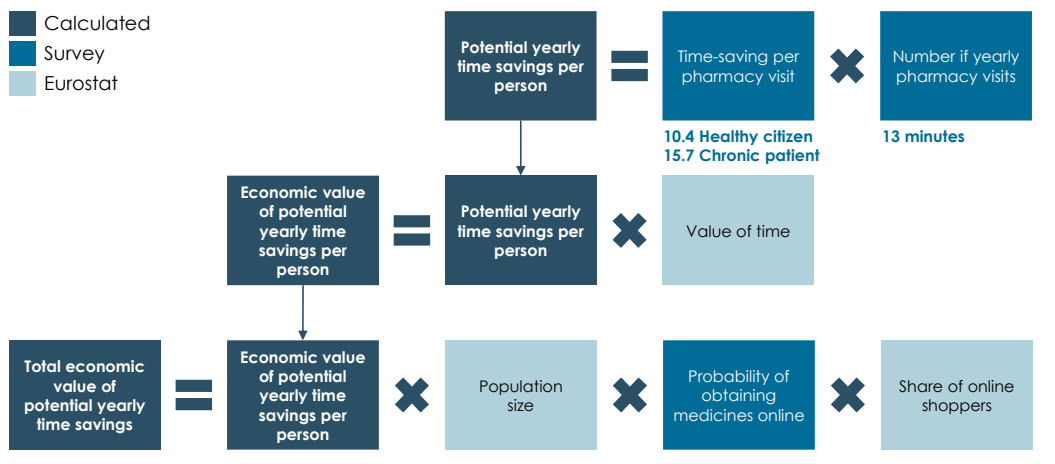 Calculated
Survey
Eurostat
Potential yearly
time savings per
person
Time-saving per
pharmacy visit
Number if yearly
pharmacy visits
10.4 Healthy citizen
15.7 Chronic patient
13 minutes
Economic value
of potential
yearly time
savings per
person
Potential yearly
time savings per
person
Value of time
Total economic
value of
potential yearly
time savings
Economic value
of potential
yearly time
savings per
person
Population
size
Probability of
obtaining
medicines online
Share of online
shoppers